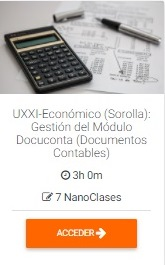 UXXI-Económico (Sorolla):
Gestión del Módulo
Docuconta (Documentos
Contables)
3h 0m
7 NanoClases
ACCEDER